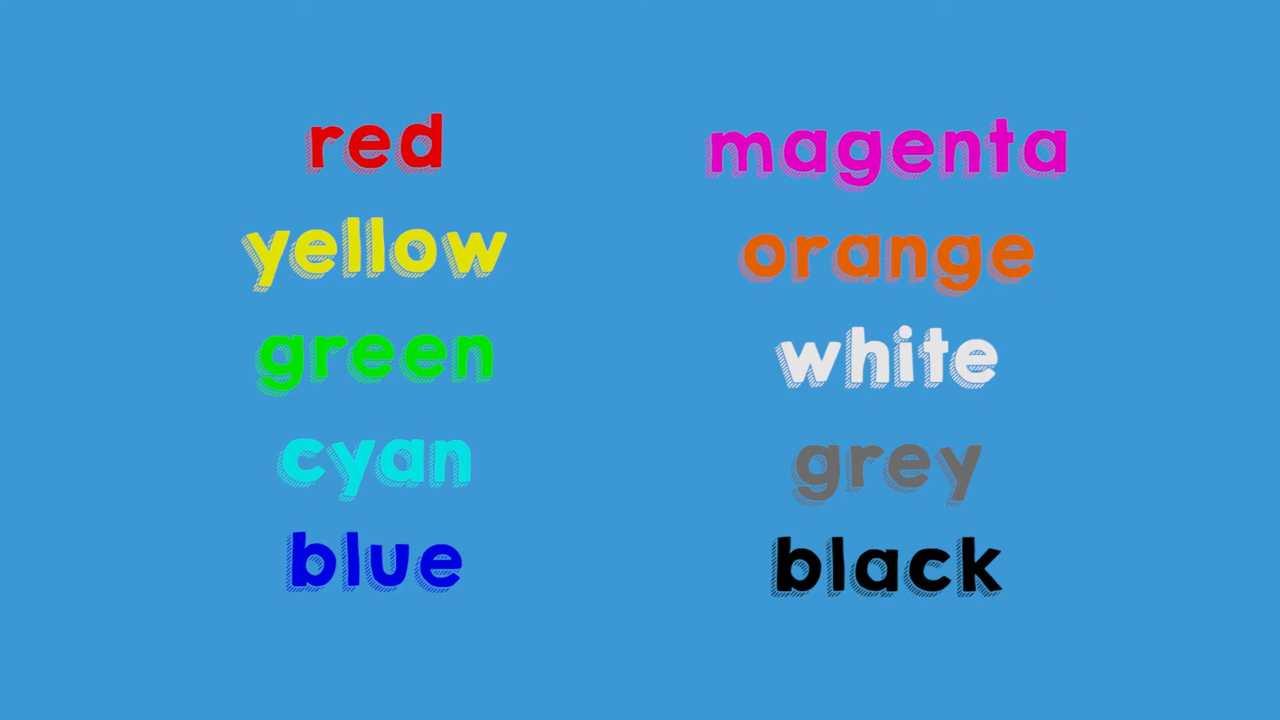 red
yellow
green
cyan
blue
magenta
orange
white
grey
black